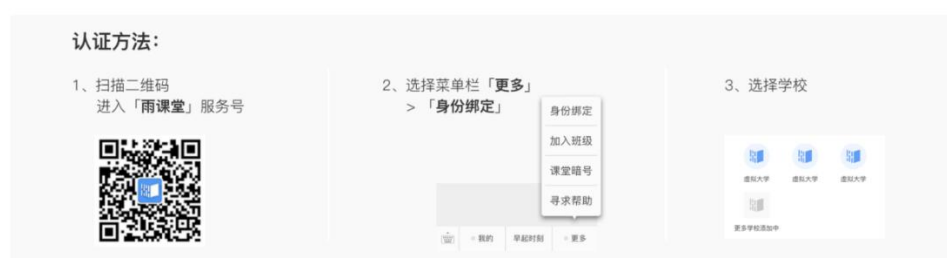 认证方法：
1、扫描二维码
进入「雨课堂」服务号
2、选择菜单栏「更多」
>「身份绑定」
身份绑定
加入班级
课堂暗号
寻求帮助
我的
早起时刻
更多
3、选择学校
虚拟大学
虚拟大学
虚拟大学
更多学校添加中